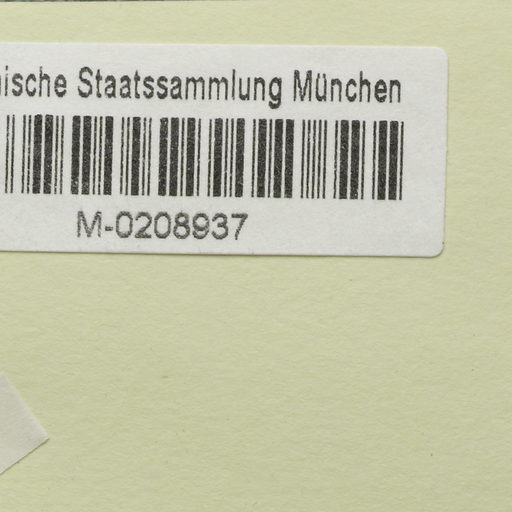 ische Staatssammlung München
M-0208937